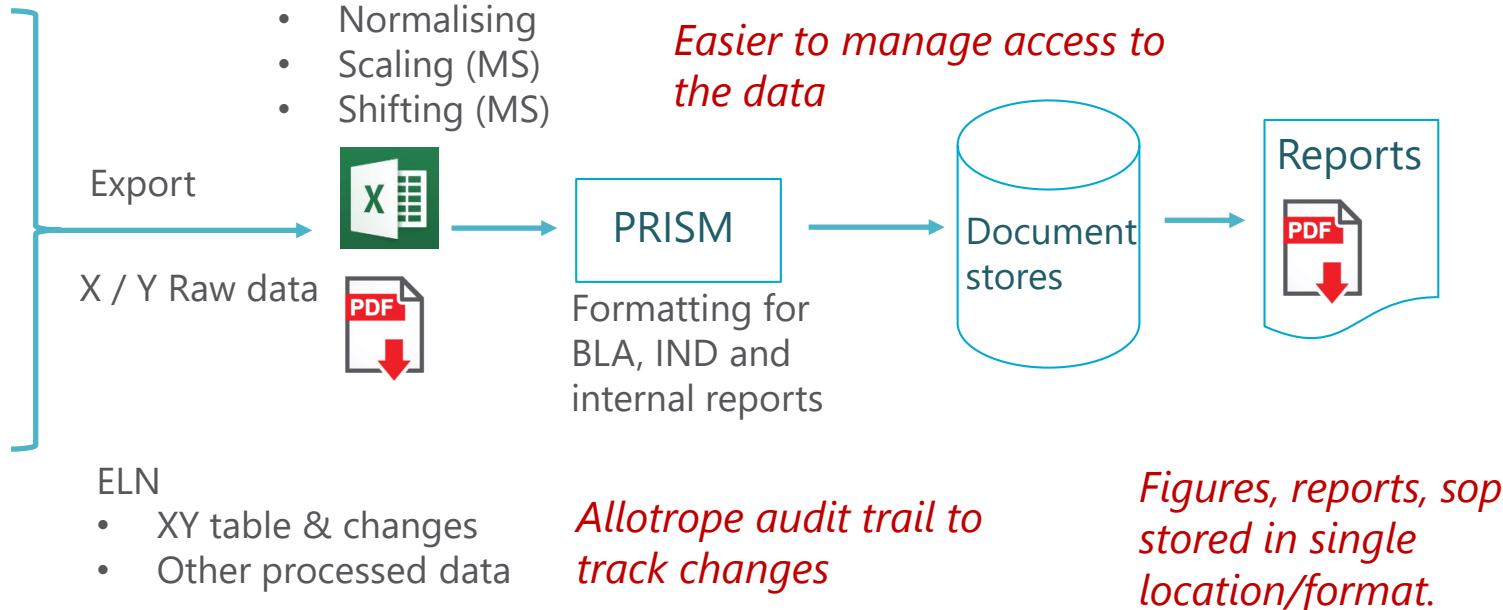 • Normalising
• Scaling (MS)
• Shifting (MS)
Easier to manage access to
the data
Export
X / Y Raw data
X
PDF
PRISM
Formatting for
BLA, IND and
internal reports
Document
stores
Reports
PDF
ELN
• XY table & changes
• Other processed data
Allotrope audit trail to
track changes
Figures, reports, sop
stored in single
location/format.